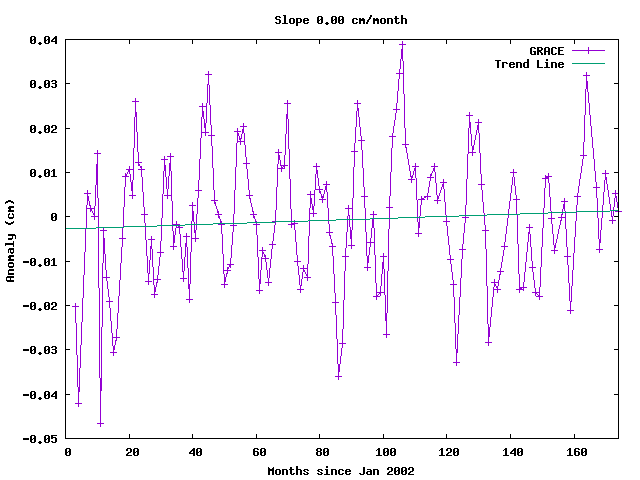 Slope 0.00 cm/month
GRACE
Trend Line
0.04
0.03
0.02
0.01
0
-0.01
-0.02
-0.03
-0.04
-0.05
Anomaly (cm)
0 20 40 60 80 100 120 140 160
Months since Jan 2002